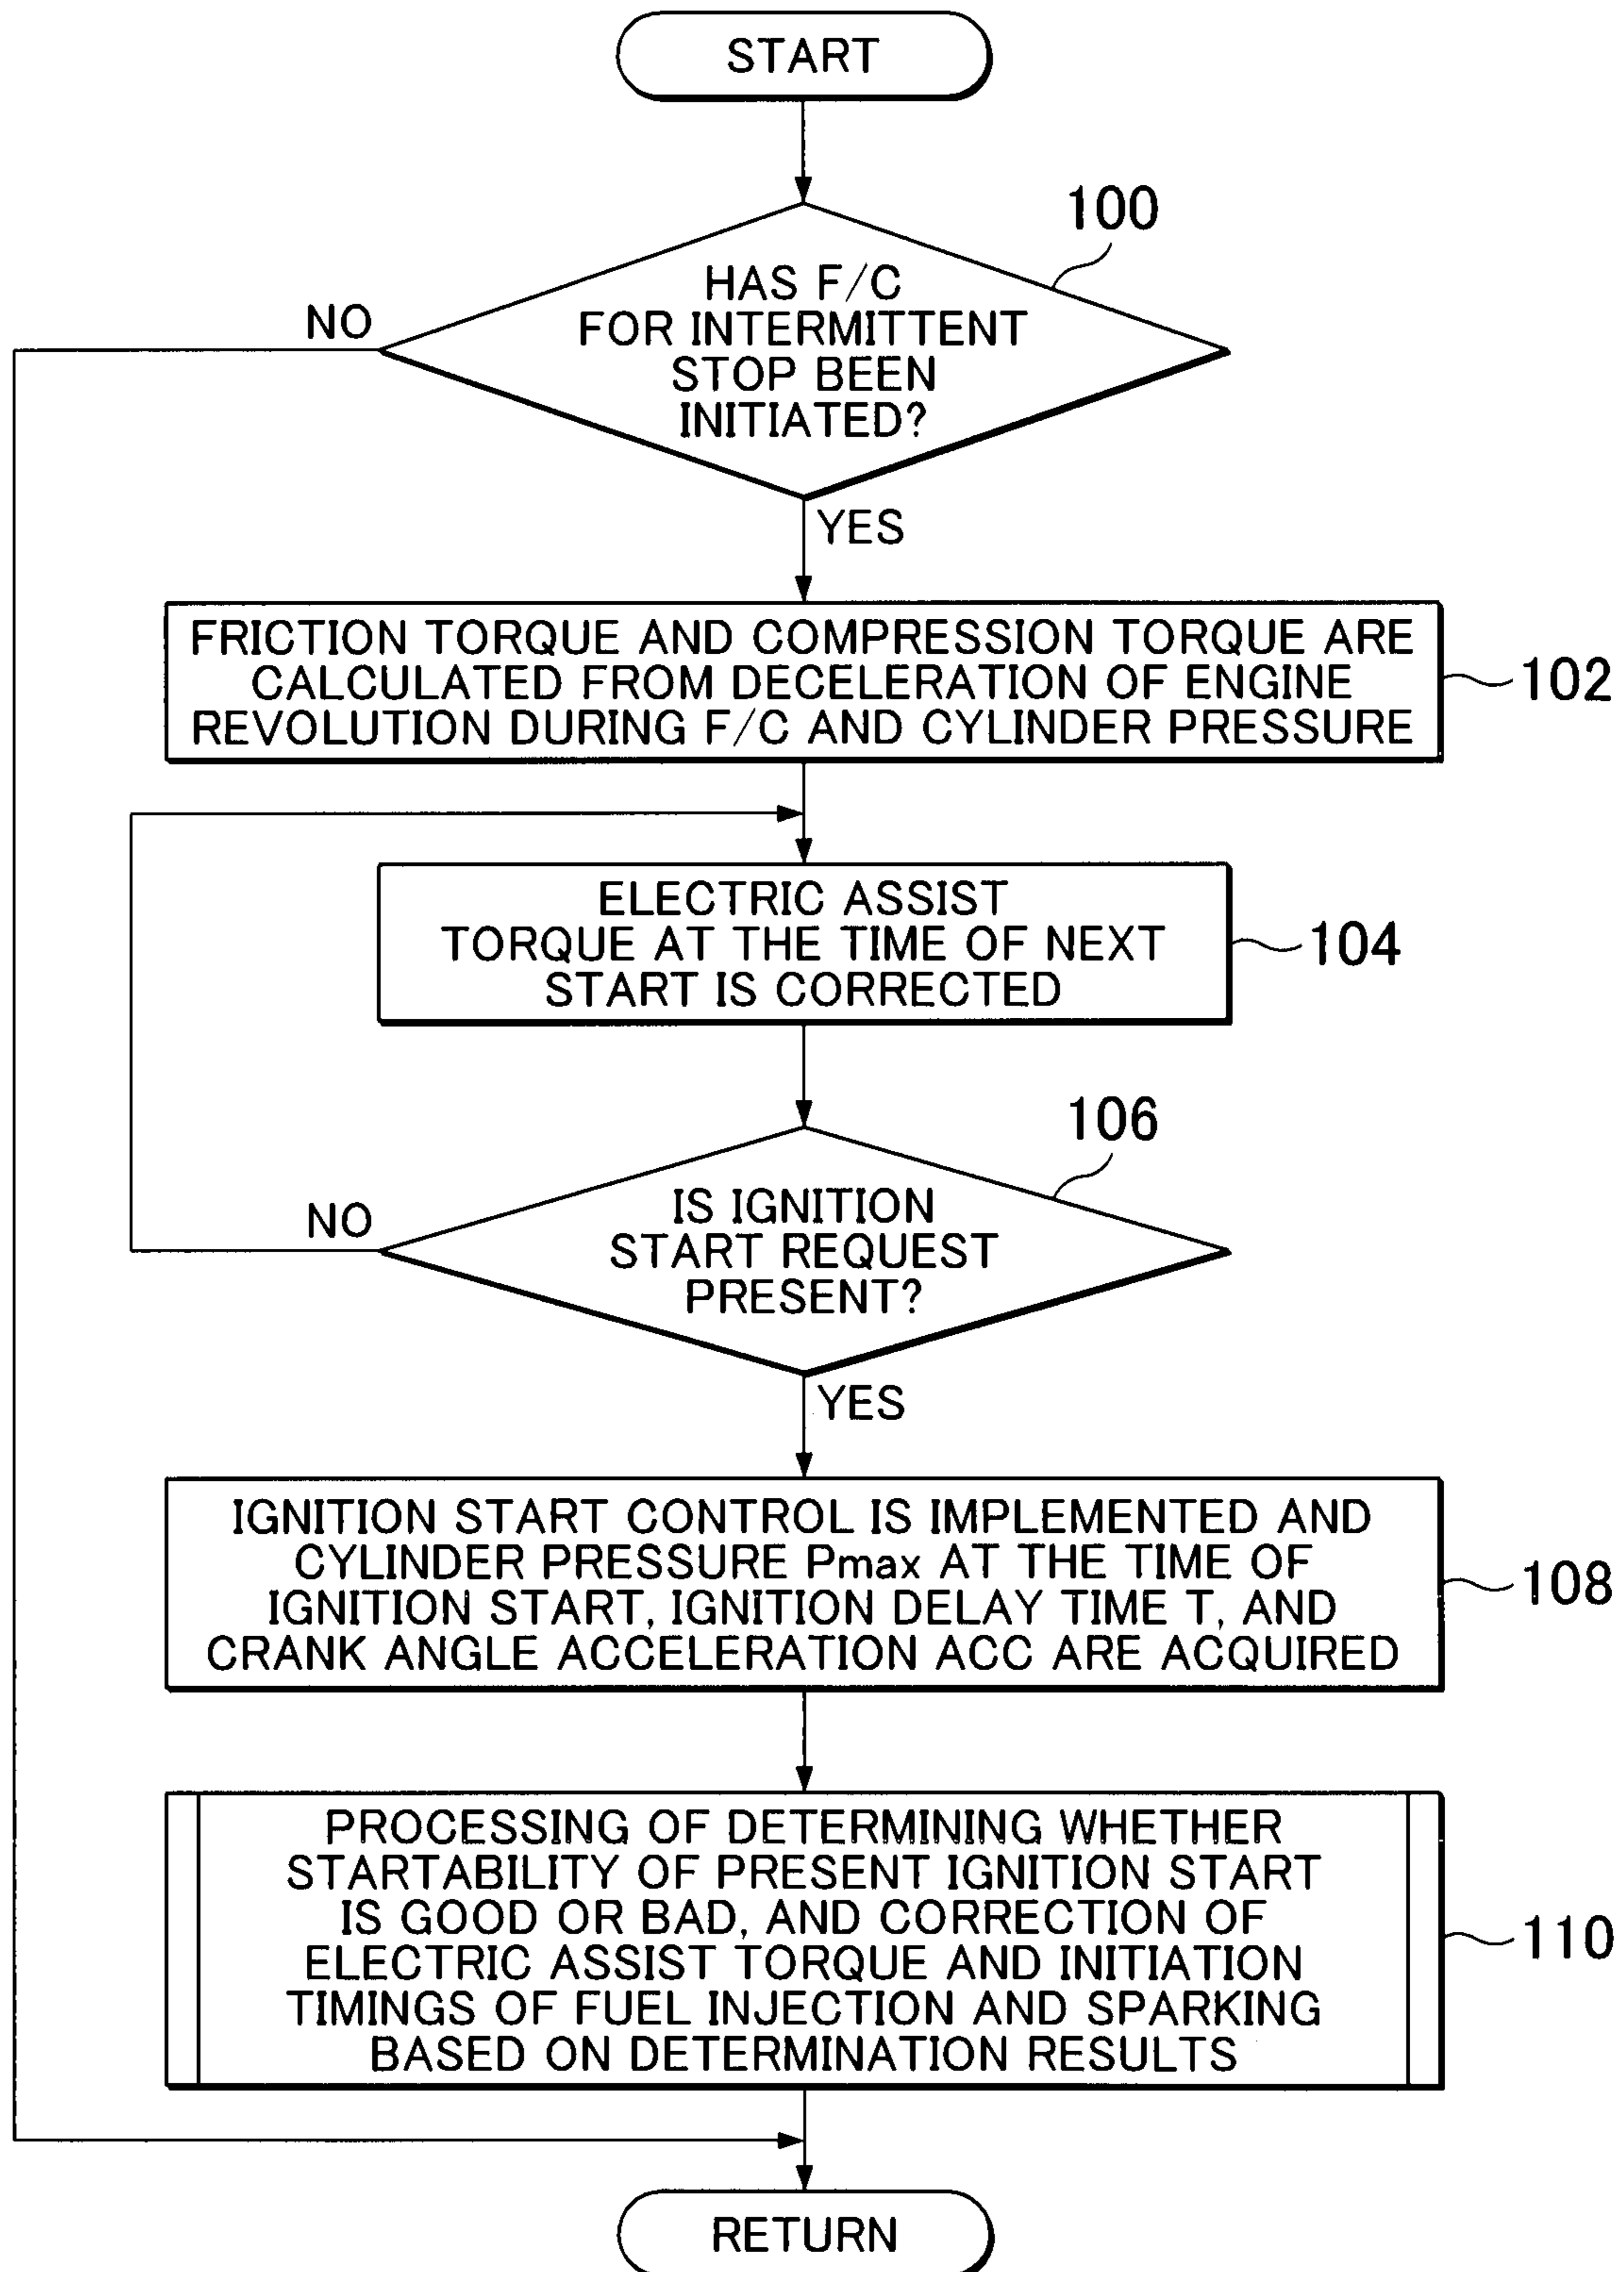 START
100
HAS F/C
FOR INTERMITTENT
STOP BEEN
INITIATED?
NO
YES
FRICTION TORQUE AND COMPRESSION TORQUE ARE
CALCULATED FROM DECELERATION OF ENGINE
REVOLUTION DURING F/C AND CYLINDER PRESSURE
102
ELECTRIC ASSIST
TORQUE AT THE TIME OF NEXT
START IS CORRECTED
104
106
IS IGNITION
START REQUEST
PRESENT?
NO
YES
IGNITION START CONTROL IS IMPLEMENTED AND
CYLINDER PRESSURE Pmax AT THE TIME OF
IGNITION START, IGNITION DELAY TIME T, AND
CRANK ANGLE ACCELERATION ACC ARE ACQUIRED
108
PROCESSING OF DETERMINING WHETHER
STARTABILITY OF PRESENT IGNITION START
IS GOOD OR BAD, AND CORRECTION OF
ELECTRIC ASSIST TORQUE AND INITIATION
TIMINGS OF FUEL INJECTION AND SPARKING
BASED ON DETERMINATION RESULTS
110
RETURN